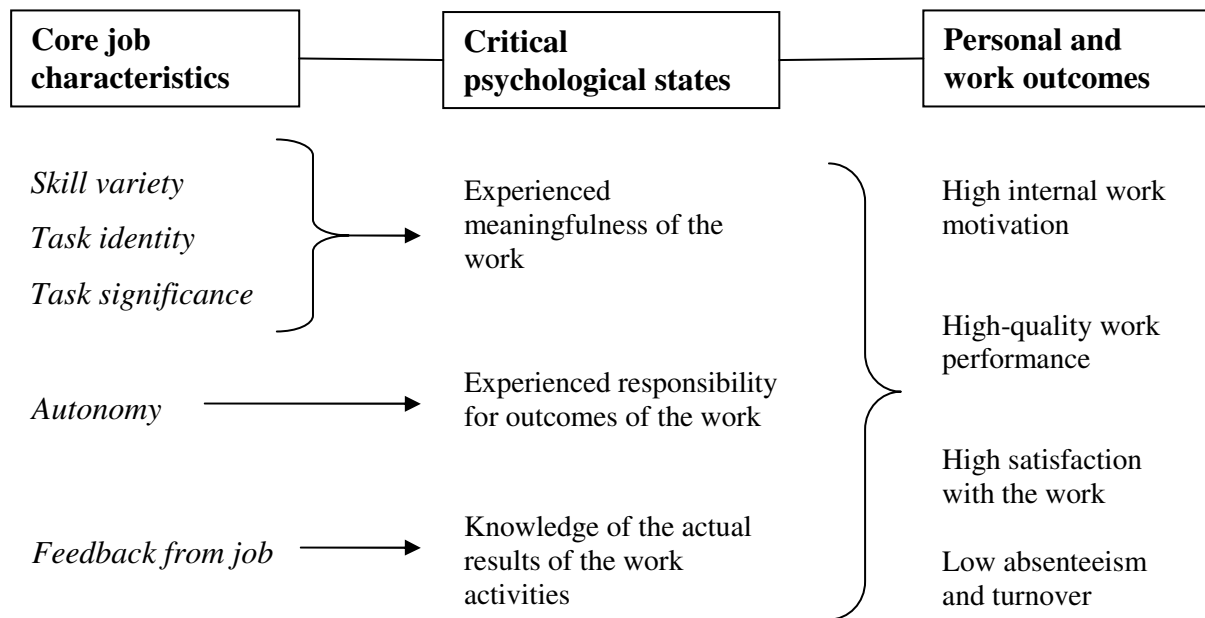 Core job
characteristics
Critical
psychological states
Personal and
work outcomes
Skill variety
Task identity
Task significance
Experienced
meaningfulness of the
work
High internal work
motivation
High-quality work
performance
Autonomy
Experienced responsibility
for outcomes of the work
High satisfaction
with the work
Feedback from job
Knowledge of the actual
results of the work
activities
Low absenteeism
and turnover